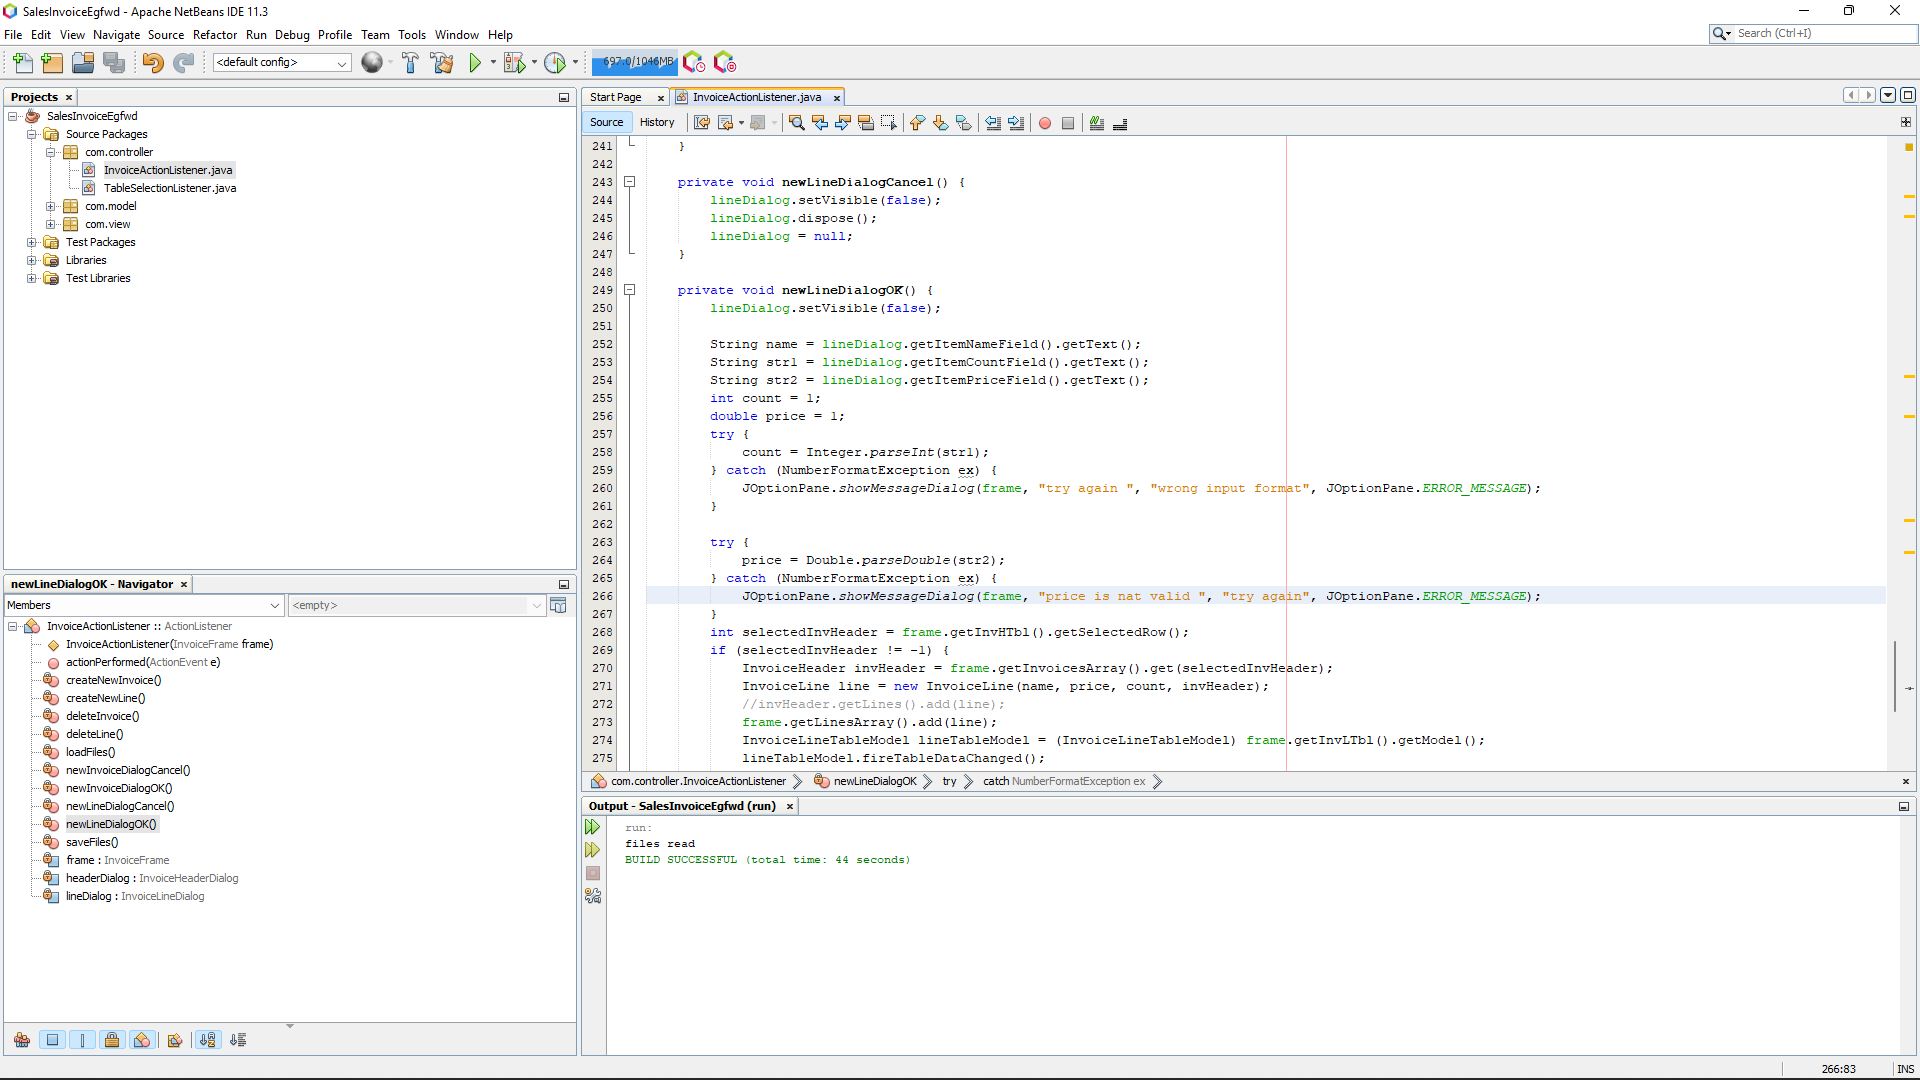 SalesInvoiceEgfwd - Apache NetBeans IDE 11.3
File Edit View Navigate Source Refactor Run Debug Profile Team Tools Window Help
Search (Ctrl+I)
<default config>
697.0/1046MB
Projects
SalesInvoiceEgfwd
Source Packages
com.controller
InvoiceActionListener.java
TableSelectionListener.java
com.model
com.view
Test Packages
Libraries
Test Libraries
newLineDialogOK - Navigator
Members
<empty>
InvoiceActionListener :: ActionListener
InvoiceActionListener(InvoiceFrame frame)
actionPerformed(ActionEvent e)
createNewInvoice()
createNewLine()
deleteInvoice()
deleteLine()
loadFiles()
newInvoiceDialogCancel()
newInvoiceDialogOK()
newLineDialogCancel()
newLineDialogOK()
saveFiles()
frame : InvoiceFrame
headerDialog : InvoiceHeaderDialog
lineDialog : InvoiceLineDialog
Start Page InvoiceActionListener.java
Source History
241 }
242
243 private void newLineDialogCancel() {
244 lineDialog.setVisible(false);
245 lineDialog.dispose();
246 lineDialog = null;
247 }
248
249 private void newLineDialogOK() {
250 lineDialog.setVisible(false);
251
252 String name = lineDialog.getItemNameField().getText();
253 String str1 = lineDialog.getItemCountField().getText();
254 String str2 = lineDialog.getItemPriceField().getText();
255 int count = 1;
256 double price = 1;
257 try {
258 count = Integer.parseInt(str1);
259 } catch (NumberFormatException ex) {
260 JOptionPane.showMessageDialog(frame, "try again ", "wrong input format", JOptionPane.ERROR_MESSAGE);
261 }
262
263 try {
264 price = Double.parseDouble(str2);
265 } catch (NumberFormatException ex) {
266 JOptionPane.showMessageDialog(frame, "price is nat valid ", "try again", JOptionPane.ERROR_MESSAGE);
267 }
268 int selectedInvHeader = frame.getInvHTbl().getSelectedRow();
269 if (selectedInvHeader != -1) {
270 InvoiceHeader invHeader = frame.getInvoicesArray().get(selectedInvHeader);
271 InvoiceLine line = new InvoiceLine(name, price, count, invHeader);
272 //invHeader.getLines().add(line);
273 frame.getLinesArray().add(line);
274 InvoiceLineTableModel lineTableModel = (InvoiceLineTableModel) frame.getInvLTbl().getModel();
275 lineTableModel.fireTableDataChanged();
com.controller.InvoiceActionListener newLineDialogOK try catch NumberFormatException ex
Output - SalesInvoiceEgfwd (run)
run:
files read
BUILD SUCCESSFUL (total time: 44 seconds)
266:83 INS